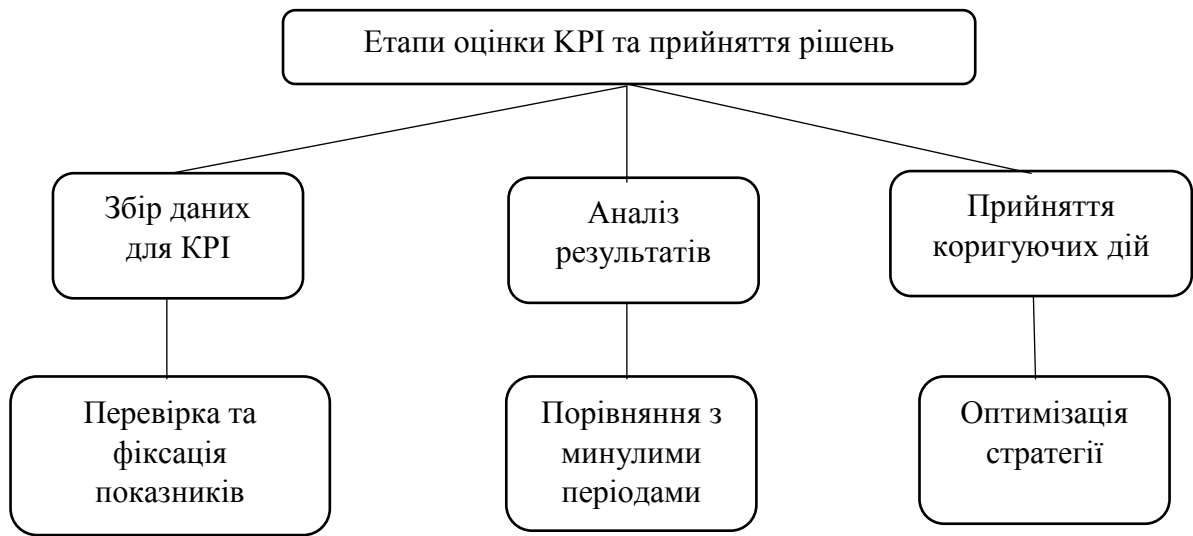 Етапи оцінки KPI та прийняття рішень
Збір даних
для KPI
Аналіз
результатів
Прийняття
коригуючих дій
Перевірка та
фіксація
показників
Порівняння з
минулими
періодами
Оптимізація
стратегії